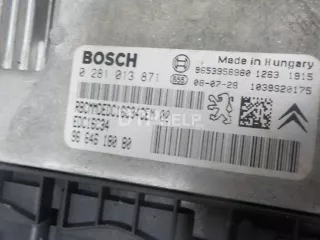 BOSCH
Made in Hungary
0 281 013 871
9653958980 1263 1915
06-07-28 1039S20175
EDC16C34
96 646 180 80